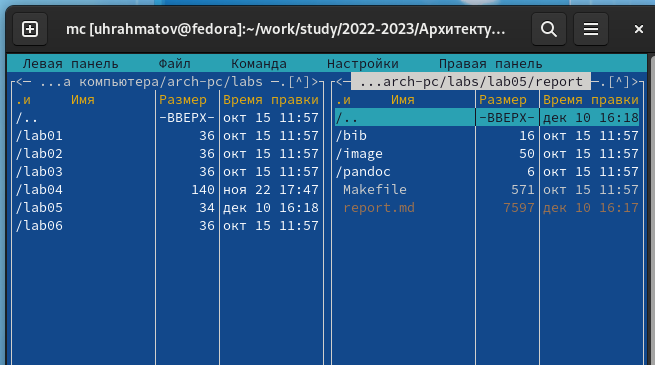 mc [uhrahmatov@fedora]:~/work/study/2022-2023/Архитекту...
Левая панель Файл Команда Настройки Правая панель
<─ ...а компьютера/arch-pc/labs ─.[^]>
.и Имя Размер Время правки
/.. -ВВЕРХ- окт 15 11:57
/lab01 36 окт 15 11:57
/lab02 36 окт 15 11:57
/lab03 36 окт 15 11:57
/lab04 140 ноя 22 17:47
/lab05 34 дек 10 16:18
/lab06 36 окт 15 11:57
<─ ...arch-pc/labs/lab05/report ─.[^]>
.и Имя Размер Время правки
/.. -ВВЕРХ- дек 10 16:18
/bib 16 окт 15 11:57
/image 50 окт 15 11:57
/pandoc 6 окт 15 11:57
Makefile 571 окт 15 11:57
report.md 7597 дек 10 16:17